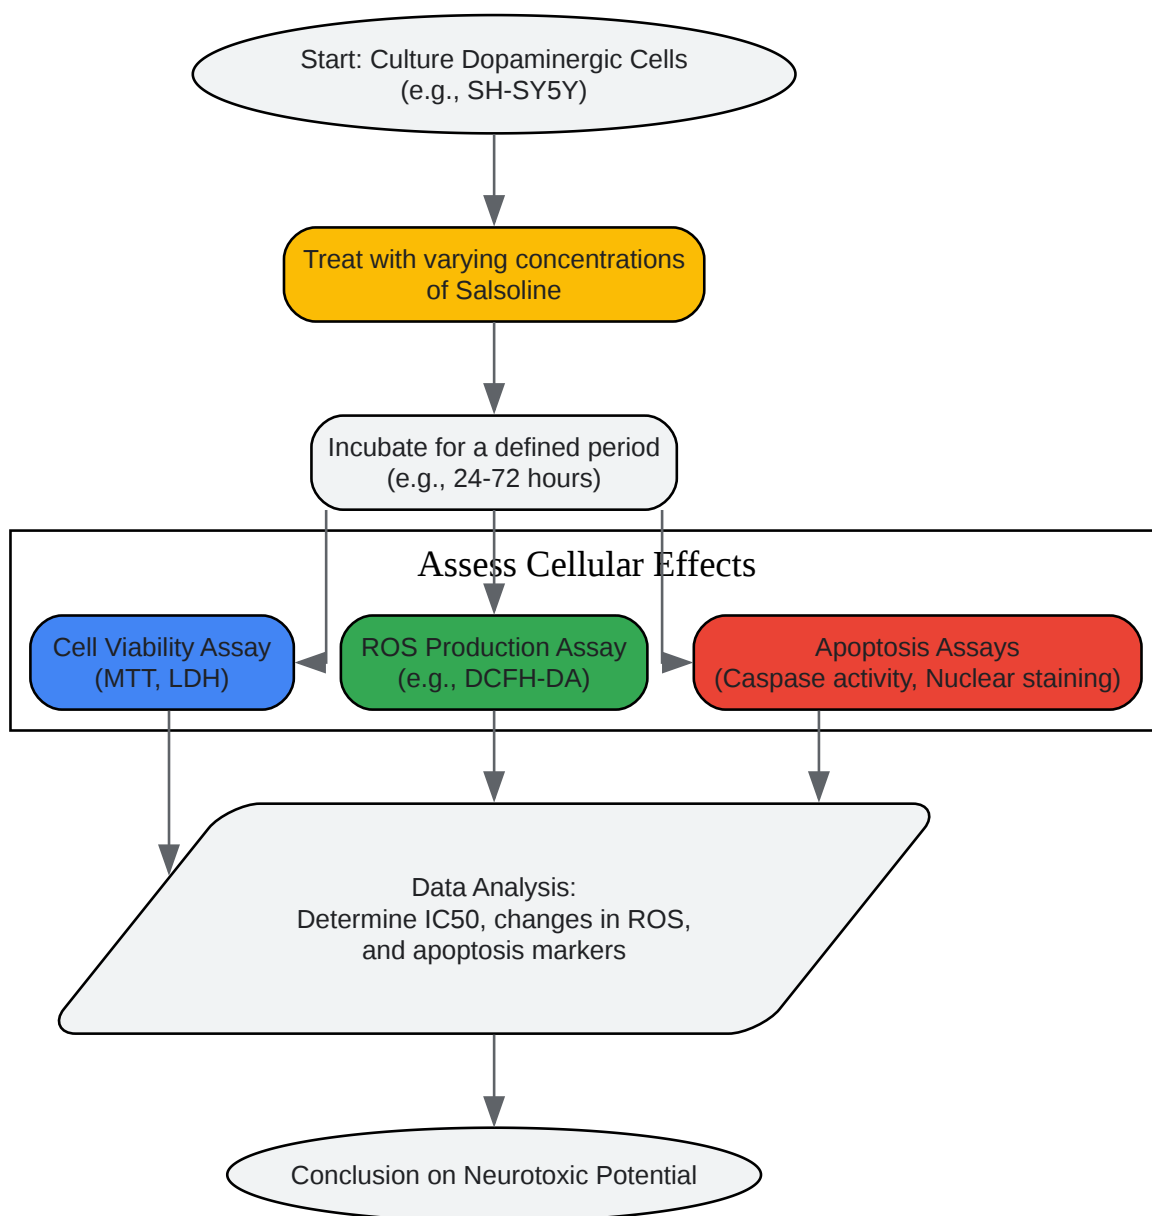 Start: Culture Dopaminergic Cells
(e.g., SH-SY5Y)
Treat with varying concentrations
of Salsoline
Incubate for a defined period
(e.g., 24-72 hours)
Assess Cellular Effects
Cell Viability Assay
(MTT, LDH)
ROS Production Assay
(e.g., DCFH-DA)
Apoptosis Assays
(Caspase activity, Nuclear staining)
Data Analysis:
Determine IC50, changes in ROS,
and apoptosis markers
Conclusion on Neurotoxic Potential